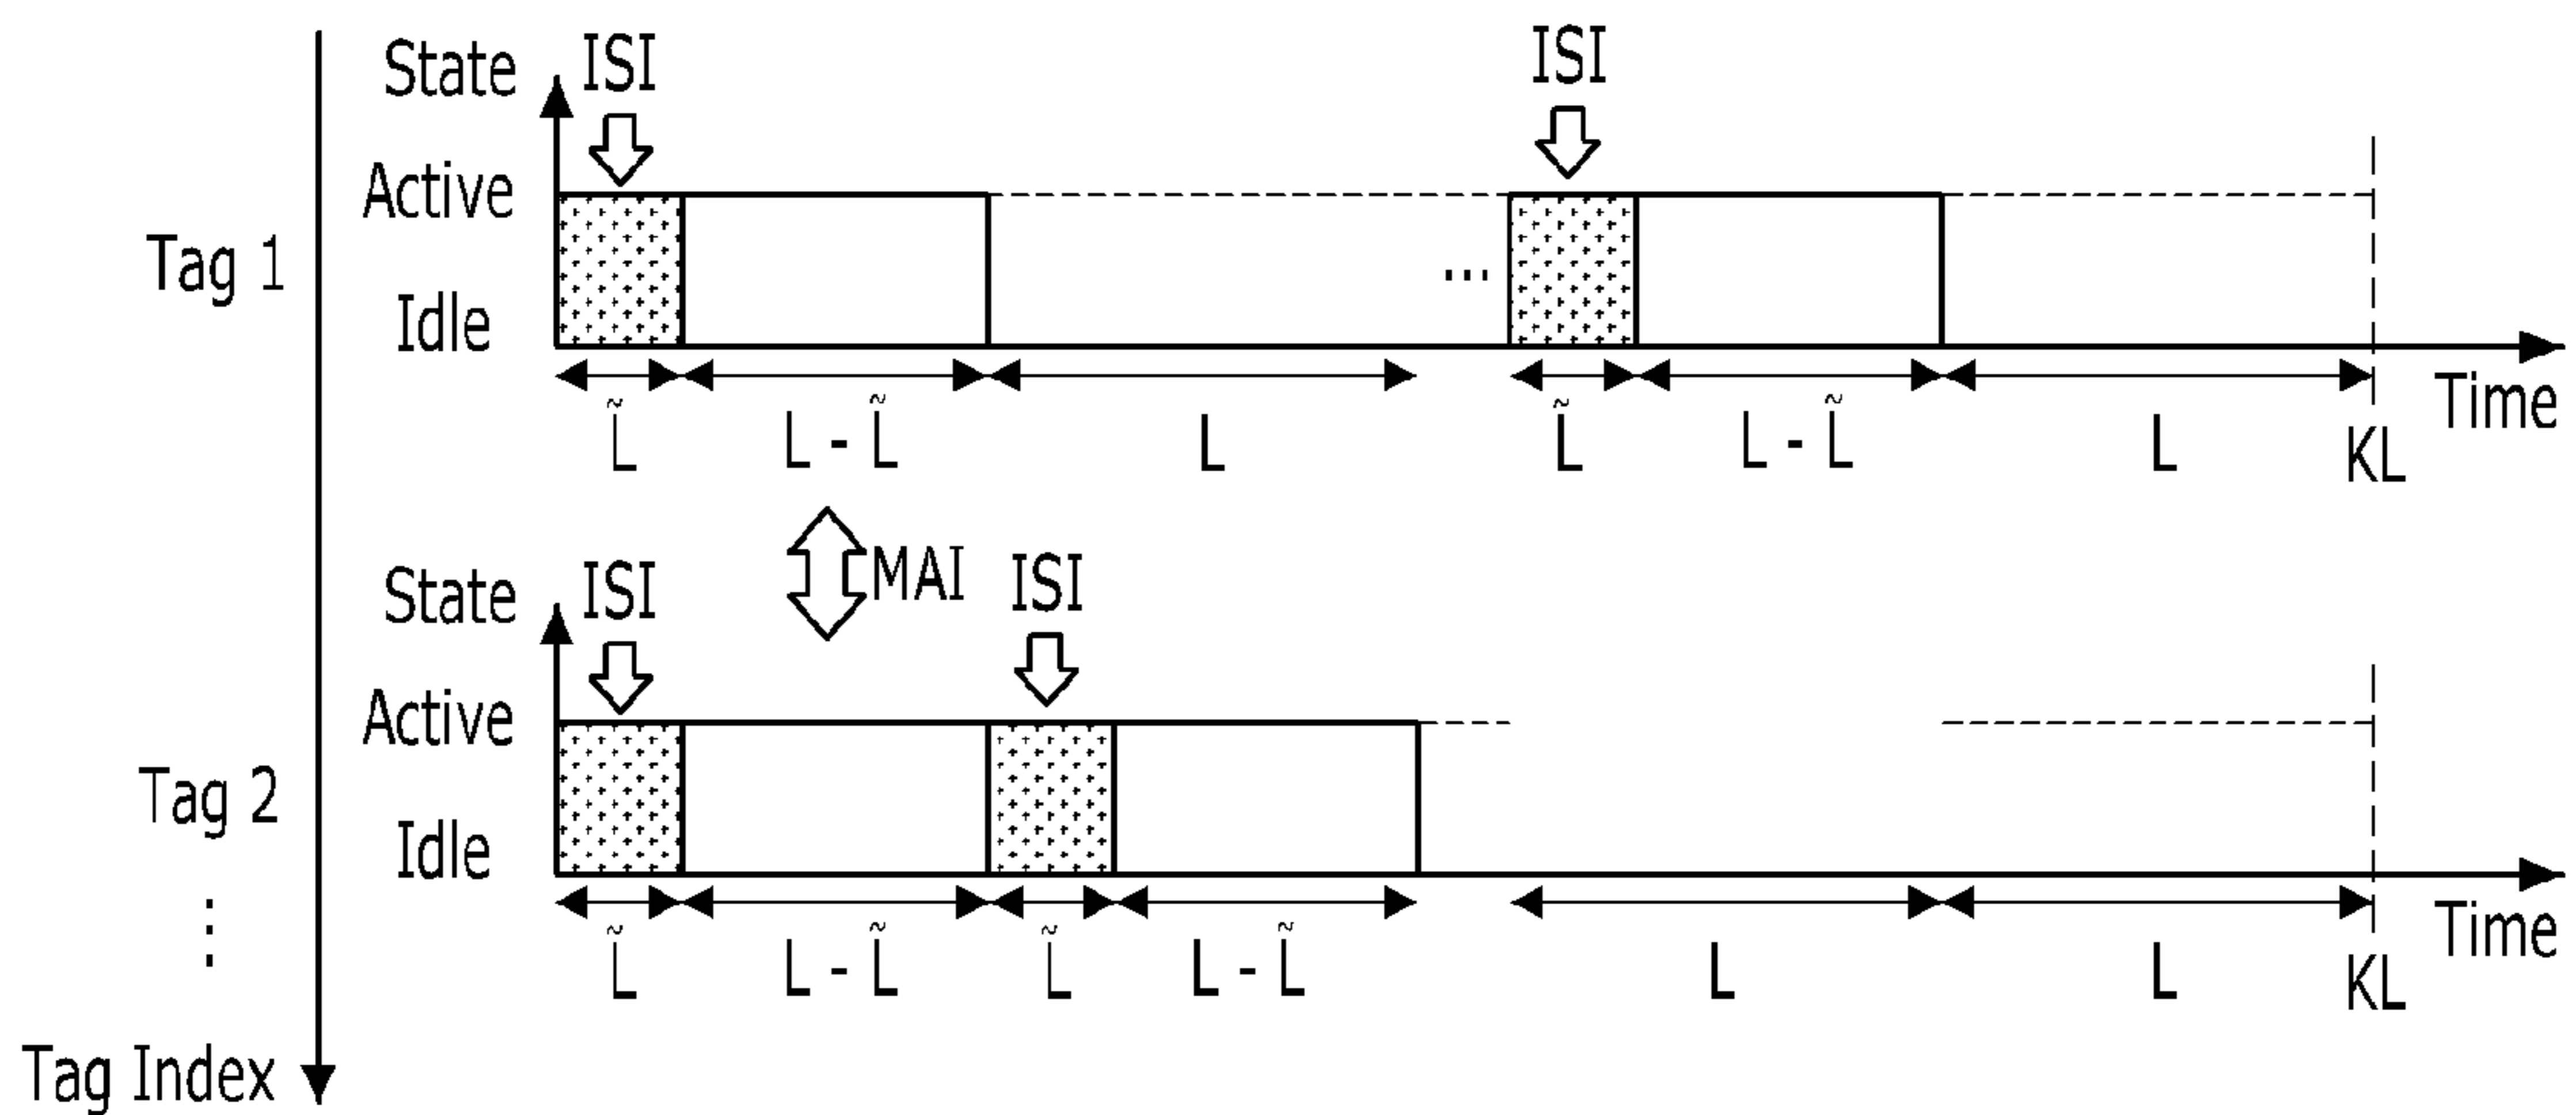 State ISI ISI
Active
Tag 1
...
Idle
L̃ L - L̃ L L̃ L - L̃ L KL Time
MAI
State ISI ISI
Active
Tag 2
Idle
⋮
L̃ L - L̃ L̃ L - L̃ L L KL Time
Tag Index